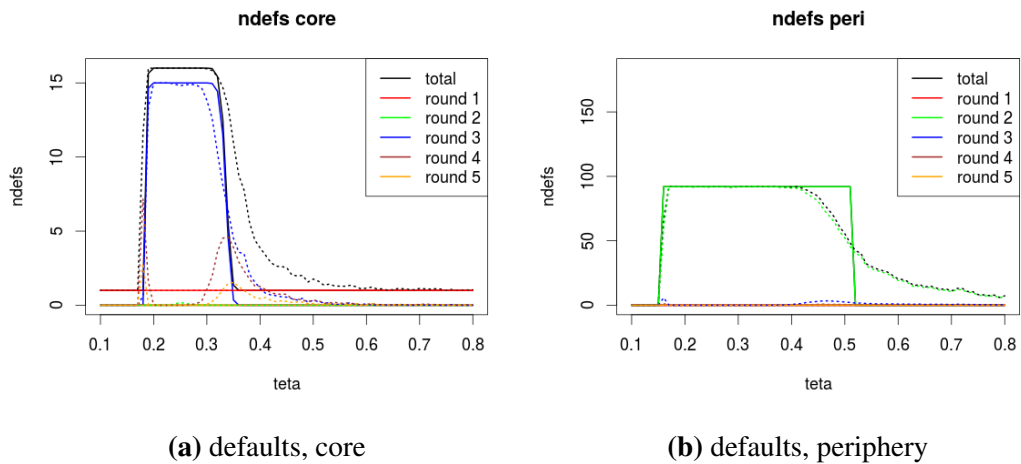 ndefs core
ndefs
15
10
5
0
total
round 1
round 2
round 3
round 4
round 5
0.1 0.2 0.3 0.4 0.5 0.6 0.7 0.8
teta
(a) defaults, core
ndefs peri
ndefs
150
100
50
0
total
round 1
round 2
round 3
round 4
round 5
0.1 0.2 0.3 0.4 0.5 0.6 0.7 0.8
teta
(b) defaults, periphery